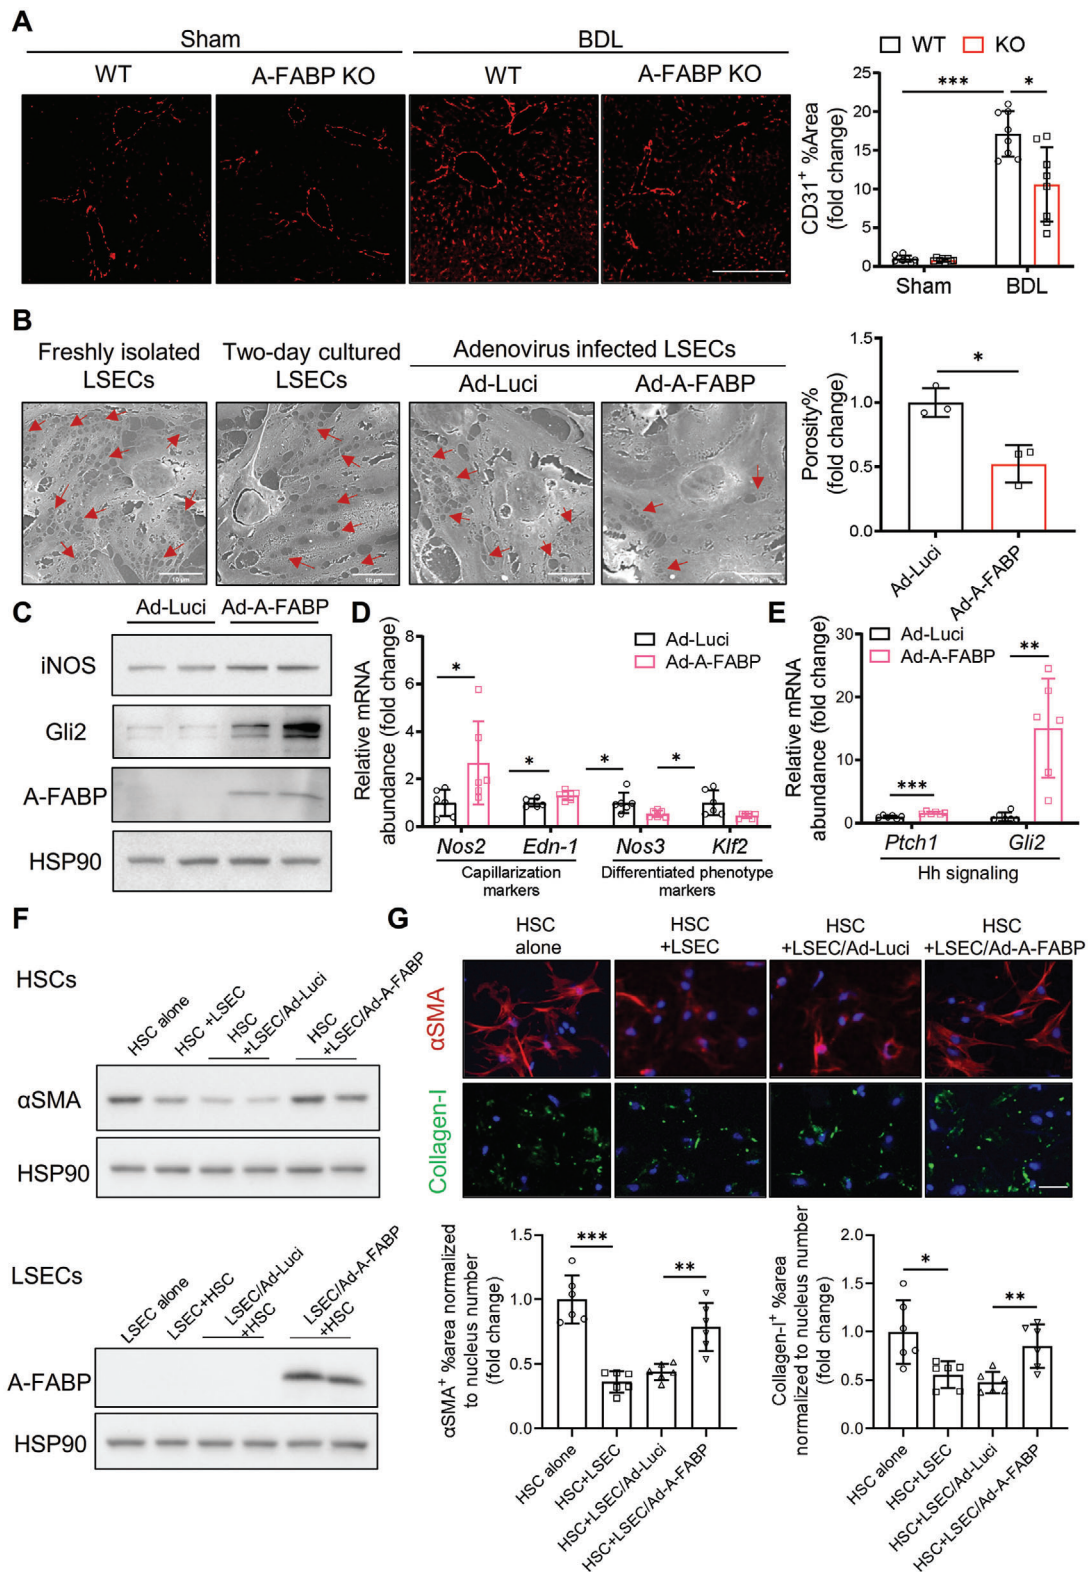 A
Sham
BDL
WT
A-FABP KO
WT
A-FABP KO
WT
KO
CD31+ %Area
(fold change)
25
20
15
10
5
0
***
*
Sham
BDL
B
Freshly isolated
LSECs
Two-day cultured
LSECs
Adenovirus infected LSECs
Ad-Luci
Ad-A-FABP
10 μm
10 μm
10 μm
10 μm
Porosity%
(fold change)
1.5
1.0
0.5
0.0
*
Ad-Luci
Ad-A-FABP
C
Ad-Luci
Ad-A-FABP
iNOS
Gli2
A-FABP
HSP90
D
Relative mRNA
abundance (fold change)
8
6
4
2
0
Ad-Luci
Ad-A-FABP
*
*
*
*
Nos2
Edn-1
Nos3
Klf2
Capillarization
markers
Differentiated phenotype
markers
E
Relative mRNA
abundance (fold change)
30
20
10
0
Ad-Luci
Ad-A-FABP
***
**
Ptch1
Gli2
Hh signaling
F
HSCs
HSC alone
HSC +LSEC
HSC
+LSEC/Ad-Luci
HSC
+LSEC/Ad-A-FABP
αSMA
HSP90
LSECs
LSEC alone
LSEC+HSC
LSEC/Ad-Luci
+HSC
LSEC/Ad-A-FABP
+HSC
A-FABP
HSP90
G
HSC
alone
HSC
+LSEC
HSC
+LSEC/Ad-Luci
HSC
+LSEC/Ad-A-FABP
αSMA
Collagen-I
αSMA+ %area normalized
to nucleus number
(fold change)
1.5
1.0
0.5
0.0
***
**
HSC alone
HSC+LSEC
HSC+LSEC/Ad-Luci
HSC+LSEC/Ad-A-FABP
Collagen-I+ %area
normalized to nucleus number
(fold change)
2.0
1.5
1.0
0.5
0.0
*
**
HSC alone
HSC+LSEC
HSC+LSEC/Ad-Luci
HSC+LSEC/Ad-A-FABP